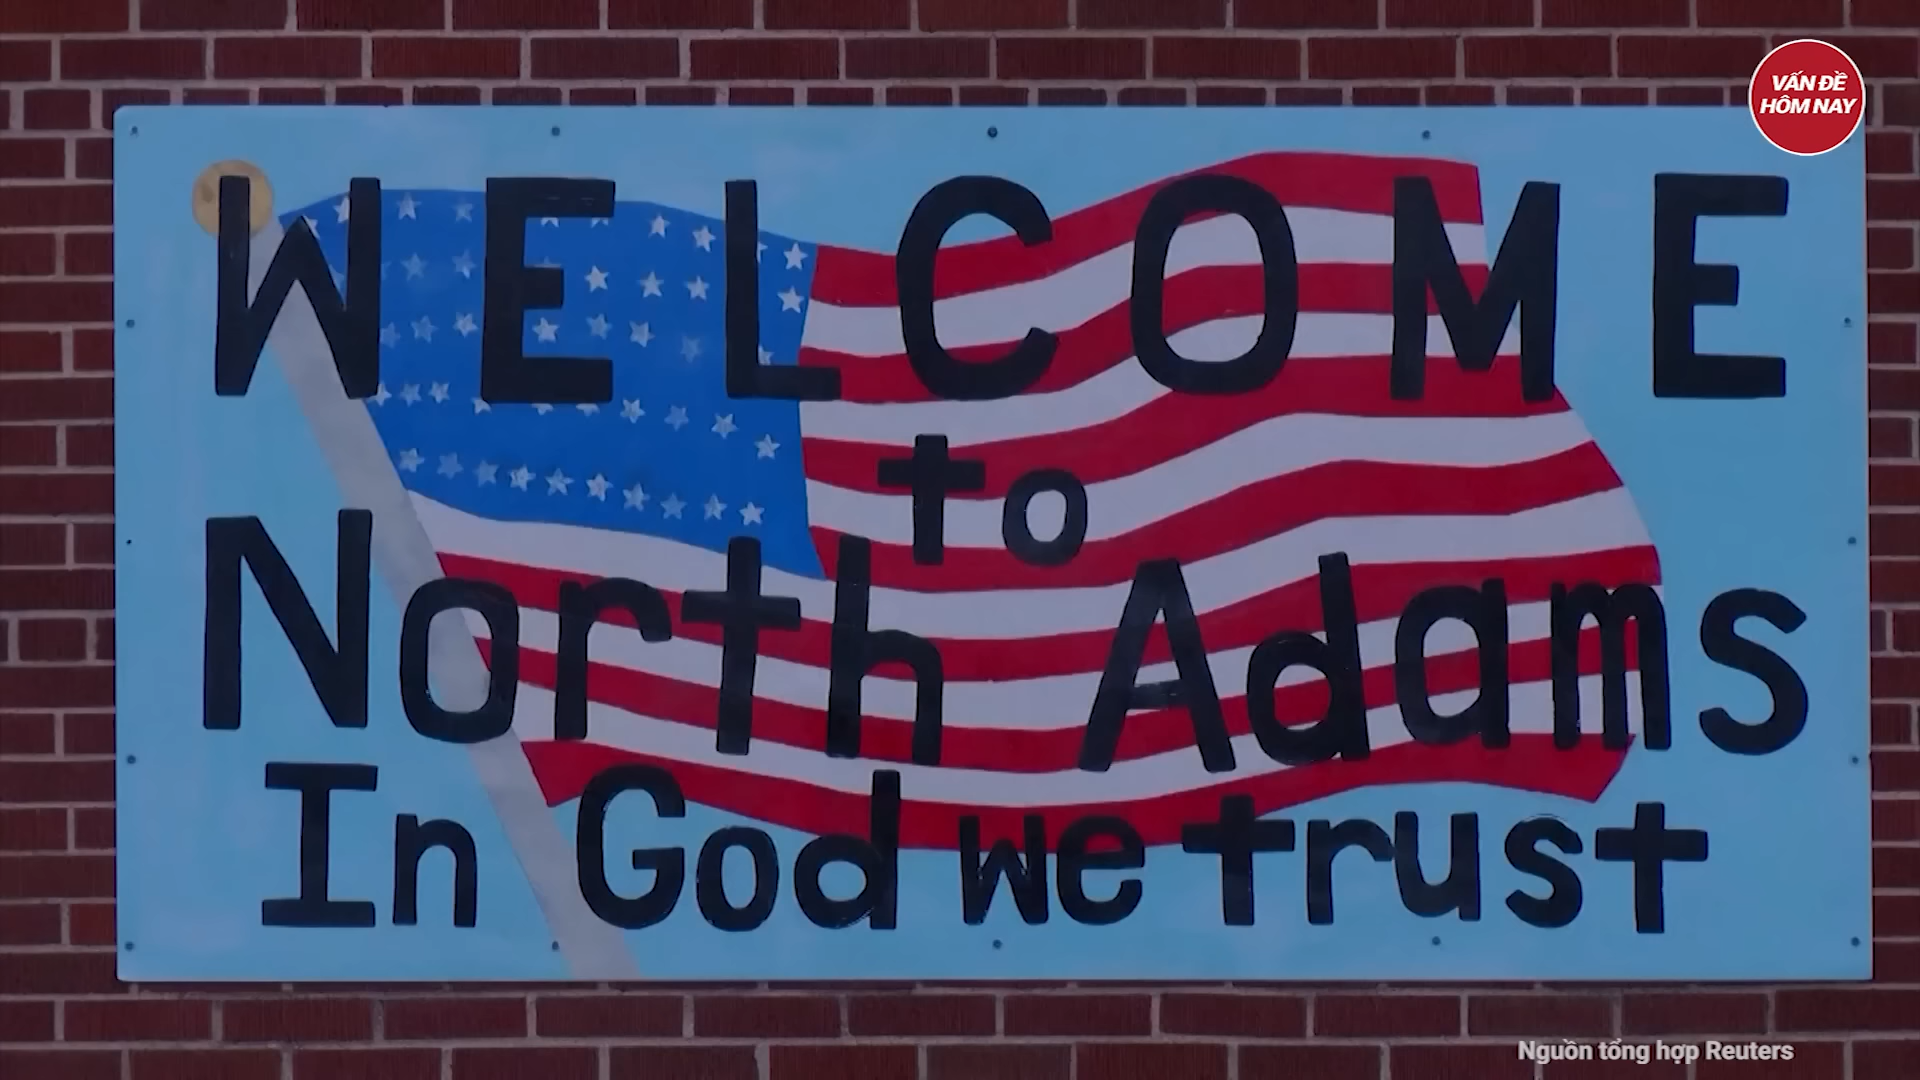 VẤN ĐỀ
HÔM NAY
WELCOME
to
North Adams
In God we trust
Nguồn tổng hợp Reuters